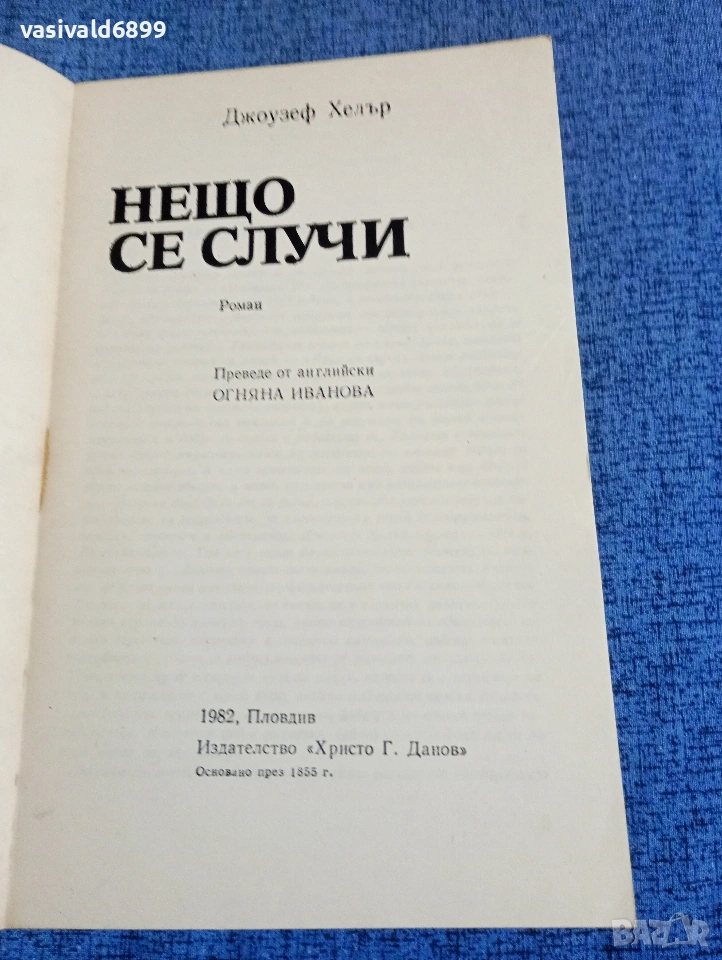 vasivald6899
Джоузеф Хелър
НЕЩО
СЕ СЛУЧИ
Роман
Преведе от английски
ОГНЯНА ИВАНОВА
1982, Пловдив
Издателство «Христо Г. Данов»
Основано през 1855 г.
BAZAR